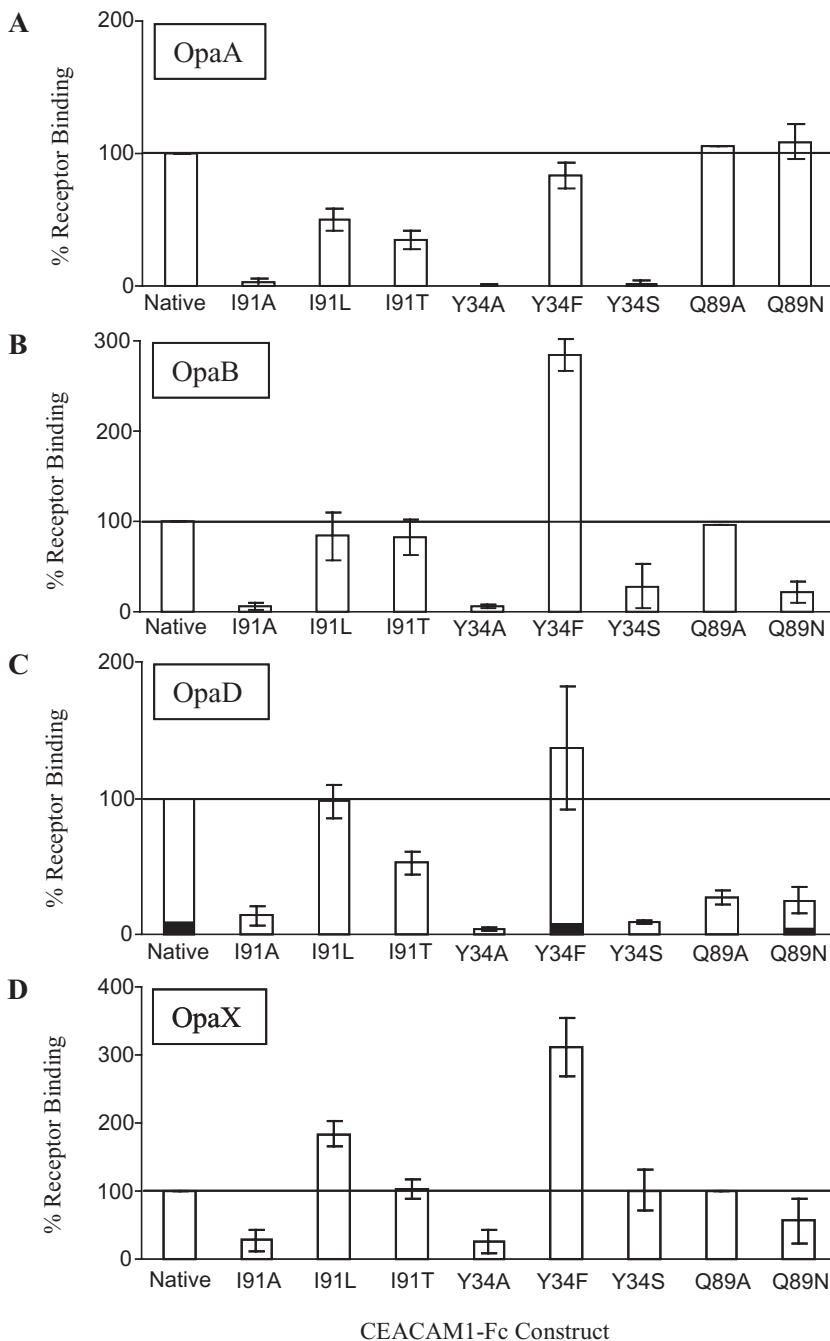 A
OpaA
% Receptor Binding
200
100
0
Native I91A I91L I91T Y34A Y34F Y34S Q89A Q89N
B
OpaB
% Receptor Binding
300
200
100
0
Native I91A I91L I91T Y34A Y34F Y34S Q89A Q89N
C
OpaD
% Receptor Binding
200
100
0
Native I91A I91L I91T Y34A Y34F Y34S Q89A Q89N
D
OpaX
% Receptor Binding
400
300
200
100
0
Native I91A I91L I91T Y34A Y34F Y34S Q89A Q89N
CEACAM1-Fc Construct